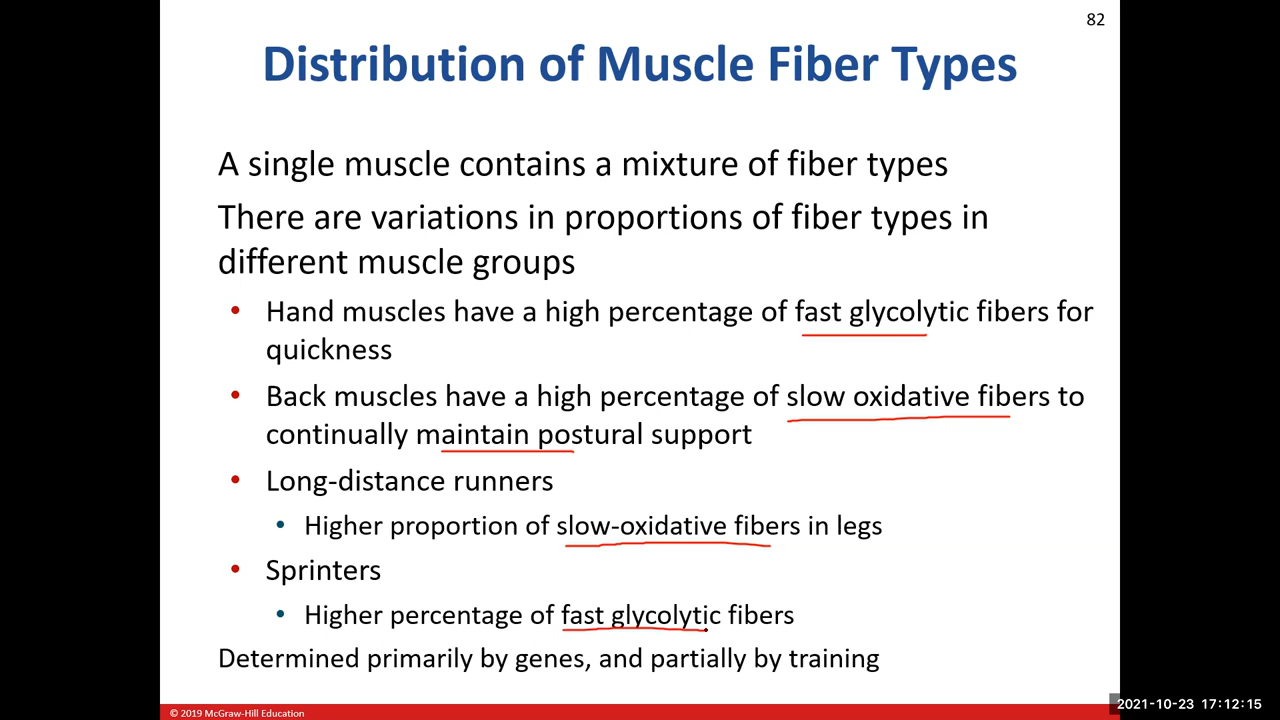 82
Distribution of Muscle Fiber Types
A single muscle contains a mixture of fiber types
There are variations in proportions of fiber types in
different muscle groups
• Hand muscles have a high percentage of fast glycolytic fibers for
quickness
• Back muscles have a high percentage of slow oxidative fibers to
continually maintain postural support
• Long-distance runners
• Higher proportion of slow-oxidative fibers in legs
• Sprinters
• Higher percentage of fast glycolytic fibers
Determined primarily by genes, and partially by training
© 2019 McGraw-Hill Education
2021-10-23 17:12:15